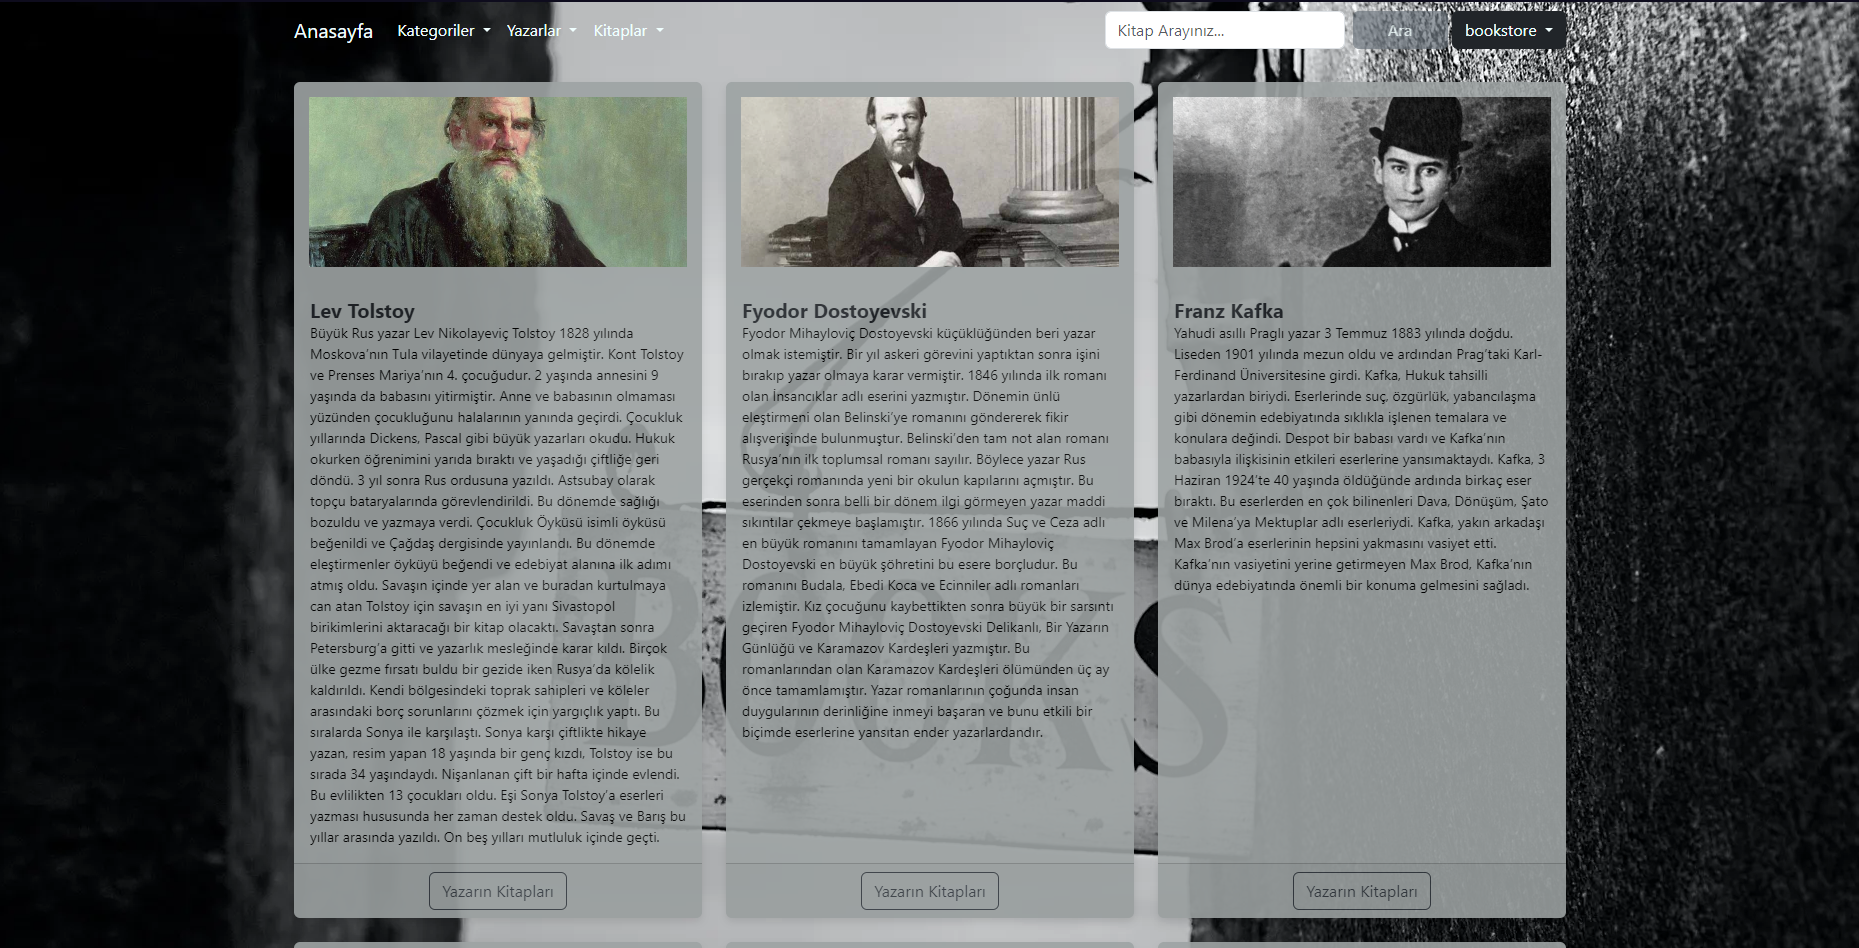 Anasayfa Kategoriler Yazarlar Kitaplar Kitap Arayınız... Ara bookstore
Lev Tolstoy
Büyük Rus yazar Lev Nikolayeviç Tolstoy 1828 yılında
Moskova'nın Tula vilayetinde dünyaya gelmiştir. Kont Tolstoy
ve Prenses Mariya'nın 4. çocuğudur. 2 yaşında annesini 9
yaşında da babasını yitirmiştir. Anne ve babasının olmaması
yüzünden çocukluğunu halalarının yanında geçirdi. Çocukluk
yıllarında Dickens, Pascal gibi büyük yazarları okudu. Hukuk
okurken öğrenimini yarıda bıraktı ve yaşadığı çiftliğe geri
döndü. 3 yıl sonra Rus ordusuna yazıldı. Astsubay olarak
topçu bataryalarında görevlendirildi. Bu dönemde sağlığı
bozuldu ve yazmaya verdi. Çocukluk Öyküsü isimli öyküsü
beğenildi ve Çağdaş dergisinde yayınlandı. Bu dönemde
eleştirmenler öyküyü beğendi ve edebiyat alanına ilk adımı
atmış oldu. Savaşın içinde yer alan ve buradan kurtulmaya
can atan Tolstoy için savaşın en iyi yanı Sivastopol
birikimlerini aktaracağı bir kitap olacaktı. Savaştan sonra
Petersburg'a gitti ve yazarlık mesleğinde karar kıldı. Birçok
ülke gezme fırsatı buldu bir gezide iken Rusya'da kölelik
kaldırıldı. Kendi bölgesindeki toprak sahipleri ve köleler
arasındaki borç sorunlarını çözmek için yargıçlık yaptı. Bu
sıralarda Sonya ile karşılaştı. Sonya karşı çiftlikte hikaye
yazan, resim yapan 18 yaşında bir genç kızdı, Tolstoy ise bu
sırada 34 yaşındaydı. Nişanlanan çift bir hafta içinde evlendi.
Bu evlilikten 13 çocukları oldu. Eşi Sonya Tolstoy'a eserleri
yazması hususunda her zaman destek oldu. Savaş ve Barış bu
yıllar arasında yazıldı. On beş yılları mutluluk içinde geçti.
Yazarın Kitapları
Fyodor Dostoyevski
Fyodor Mihayloviç Dostoyevski küçüklüğünden beri yazar
olmak istemiştir. Bir yıl askeri görevini yaptıktan sonra işini
bırakıp yazar olmaya karar vermiştir. 1846 yılında ilk romanı
olan İnsancıklar adlı eserini yazmıştır. Dönemin ünlü
eleştirmeni olan Belinski'ye romanını göndererek fikir
alışverişinde bulunmuştur. Belinski'den tam not alan romanı
Rusya'nın ilk toplumsal romanı sayılır. Böylece yazar Rus
gerçekçi romanında yeni bir okulun kapılarını açmıştır. Bu
eserinden sonra belli bir dönem ilgi görmeyen yazar maddi
sıkıntılar çekmeye başlamıştır. 1866 yılında Suç ve Ceza adlı
en büyük romanını tamamlayan Fyodor Mihayloviç
Dostoyevski en büyük şöhretini bu esere borçludur. Bu
romanını Budala, Ebedi Koca ve Ecinniler adlı romanları
izlemiştir. Kız çocuğunu kaybettikten sonra büyük bir sarsıntı
geçiren Fyodor Mihayloviç Dostoyevski Delikanlı, Bir Yazarın
Günlüğü ve Karamazov Kardeşleri yazmıştır. Bu
romanlarından olan Karamazov Kardeşleri ölümünden üç ay
önce tamamlamıştır. Yazar romanlarının çoğunda insan
duygularının derinliğine inmeyi başaran ve bunu etkili bir
biçimde eserlerine yansıtan ender yazarlardandır.
Yazarın Kitapları
Franz Kafka
Yahudi asıllı Praglı yazar 3 Temmuz 1883 yılında doğdu.
Liseden 1901 yılında mezun oldu ve ardından Prag'taki Karl-
Ferdinand Üniversitesine girdi. Kafka, Hukuk tahsilli
yazarlardan biriydi. Eserlerinde suç, özgürlük, yabancılaşma
gibi dönemin edebiyatında sıklıkla işlenen temalara ve
konulara değindi. Despot bir babası vardı ve Kafka'nın
babasıyla ilişkisinin etkileri eserlerine yansımaktaydı. Kafka, 3
Haziran 1924'te 40 yaşında öldüğünde ardında birkaç eser
bıraktı. Bu eserlerden en çok bilinenleri Dava, Dönüşüm, Şato
ve Milena'ya Mektuplar adlı eserleriydi. Kafka, yakın arkadaşı
Max Brod'a eserlerinin hepsini yakmasını vasiyet etti.
Kafka'nın vasiyetini yerine getirmeyen Max Brod, Kafka'nın
dünya edebiyatında önemli bir konuma gelmesini sağladı.
Yazarın Kitapları
BOOKS